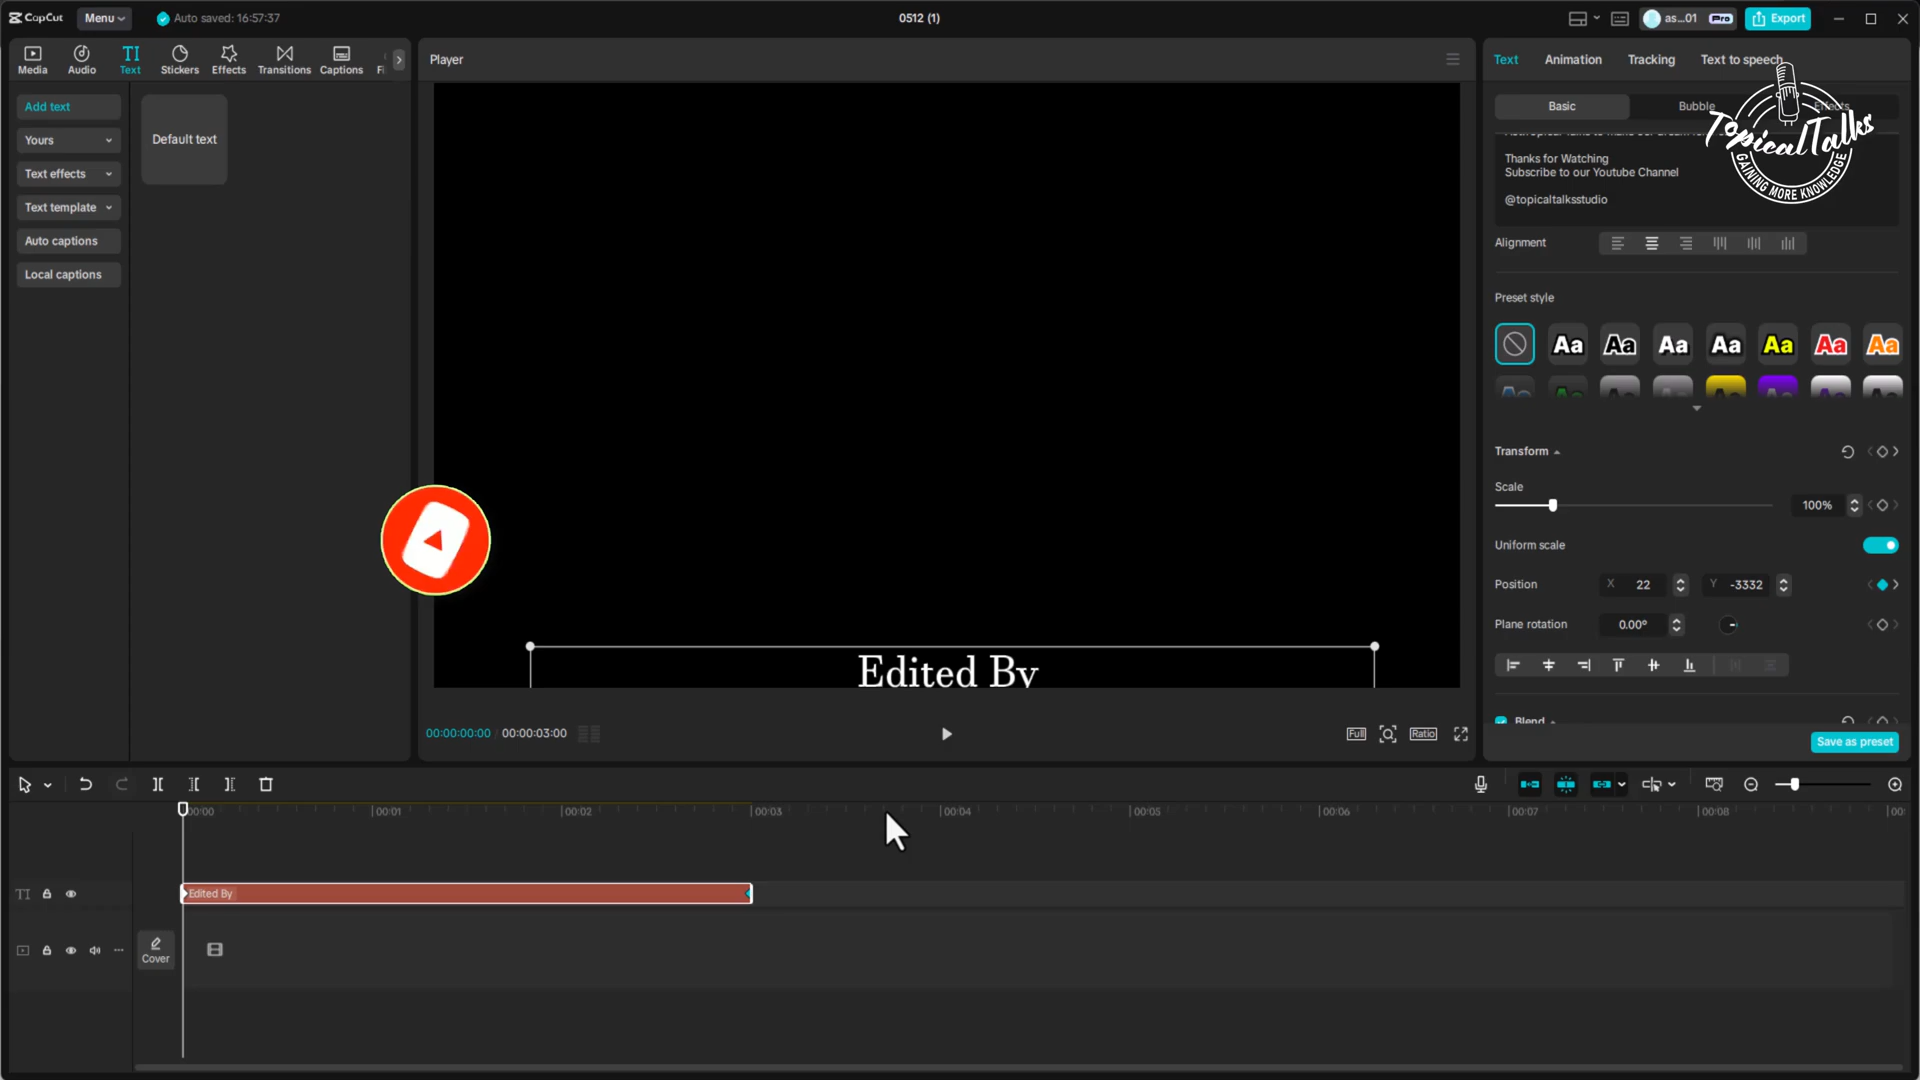 CapCut
Menu
Auto saved: 16:57:37
0512 (1)
as...01
Pro
Export
Media
Audio
TI
Text
Stickers
Effects
Transitions
Captions
Player
Text
Animation
Tracking
Text to speech
Add text
Yours
Text effects
Text template
Auto captions
Local captions
Default text
Basic
Bubble
Effects
TopicalTalks
GAINING MORE KNOWLEDGE
Thanks for Watching
Subscribe to our Youtube Channel
@topicaltalksstudio
Alignment
Preset style
Aa Aa Aa Aa Aa Aa Aa
Transform
Scale
100%
Uniform scale
Position
X 22
Y -3332
Plane rotation
0.00°
Blend
Save as preset
Edited By
00:00:00:00 / 00:00:03:00
Full
Ratio
00:00
00:01
00:02
00:03
00:04
00:05
00:06
00:07
00:08
TI
Edited By
Cover